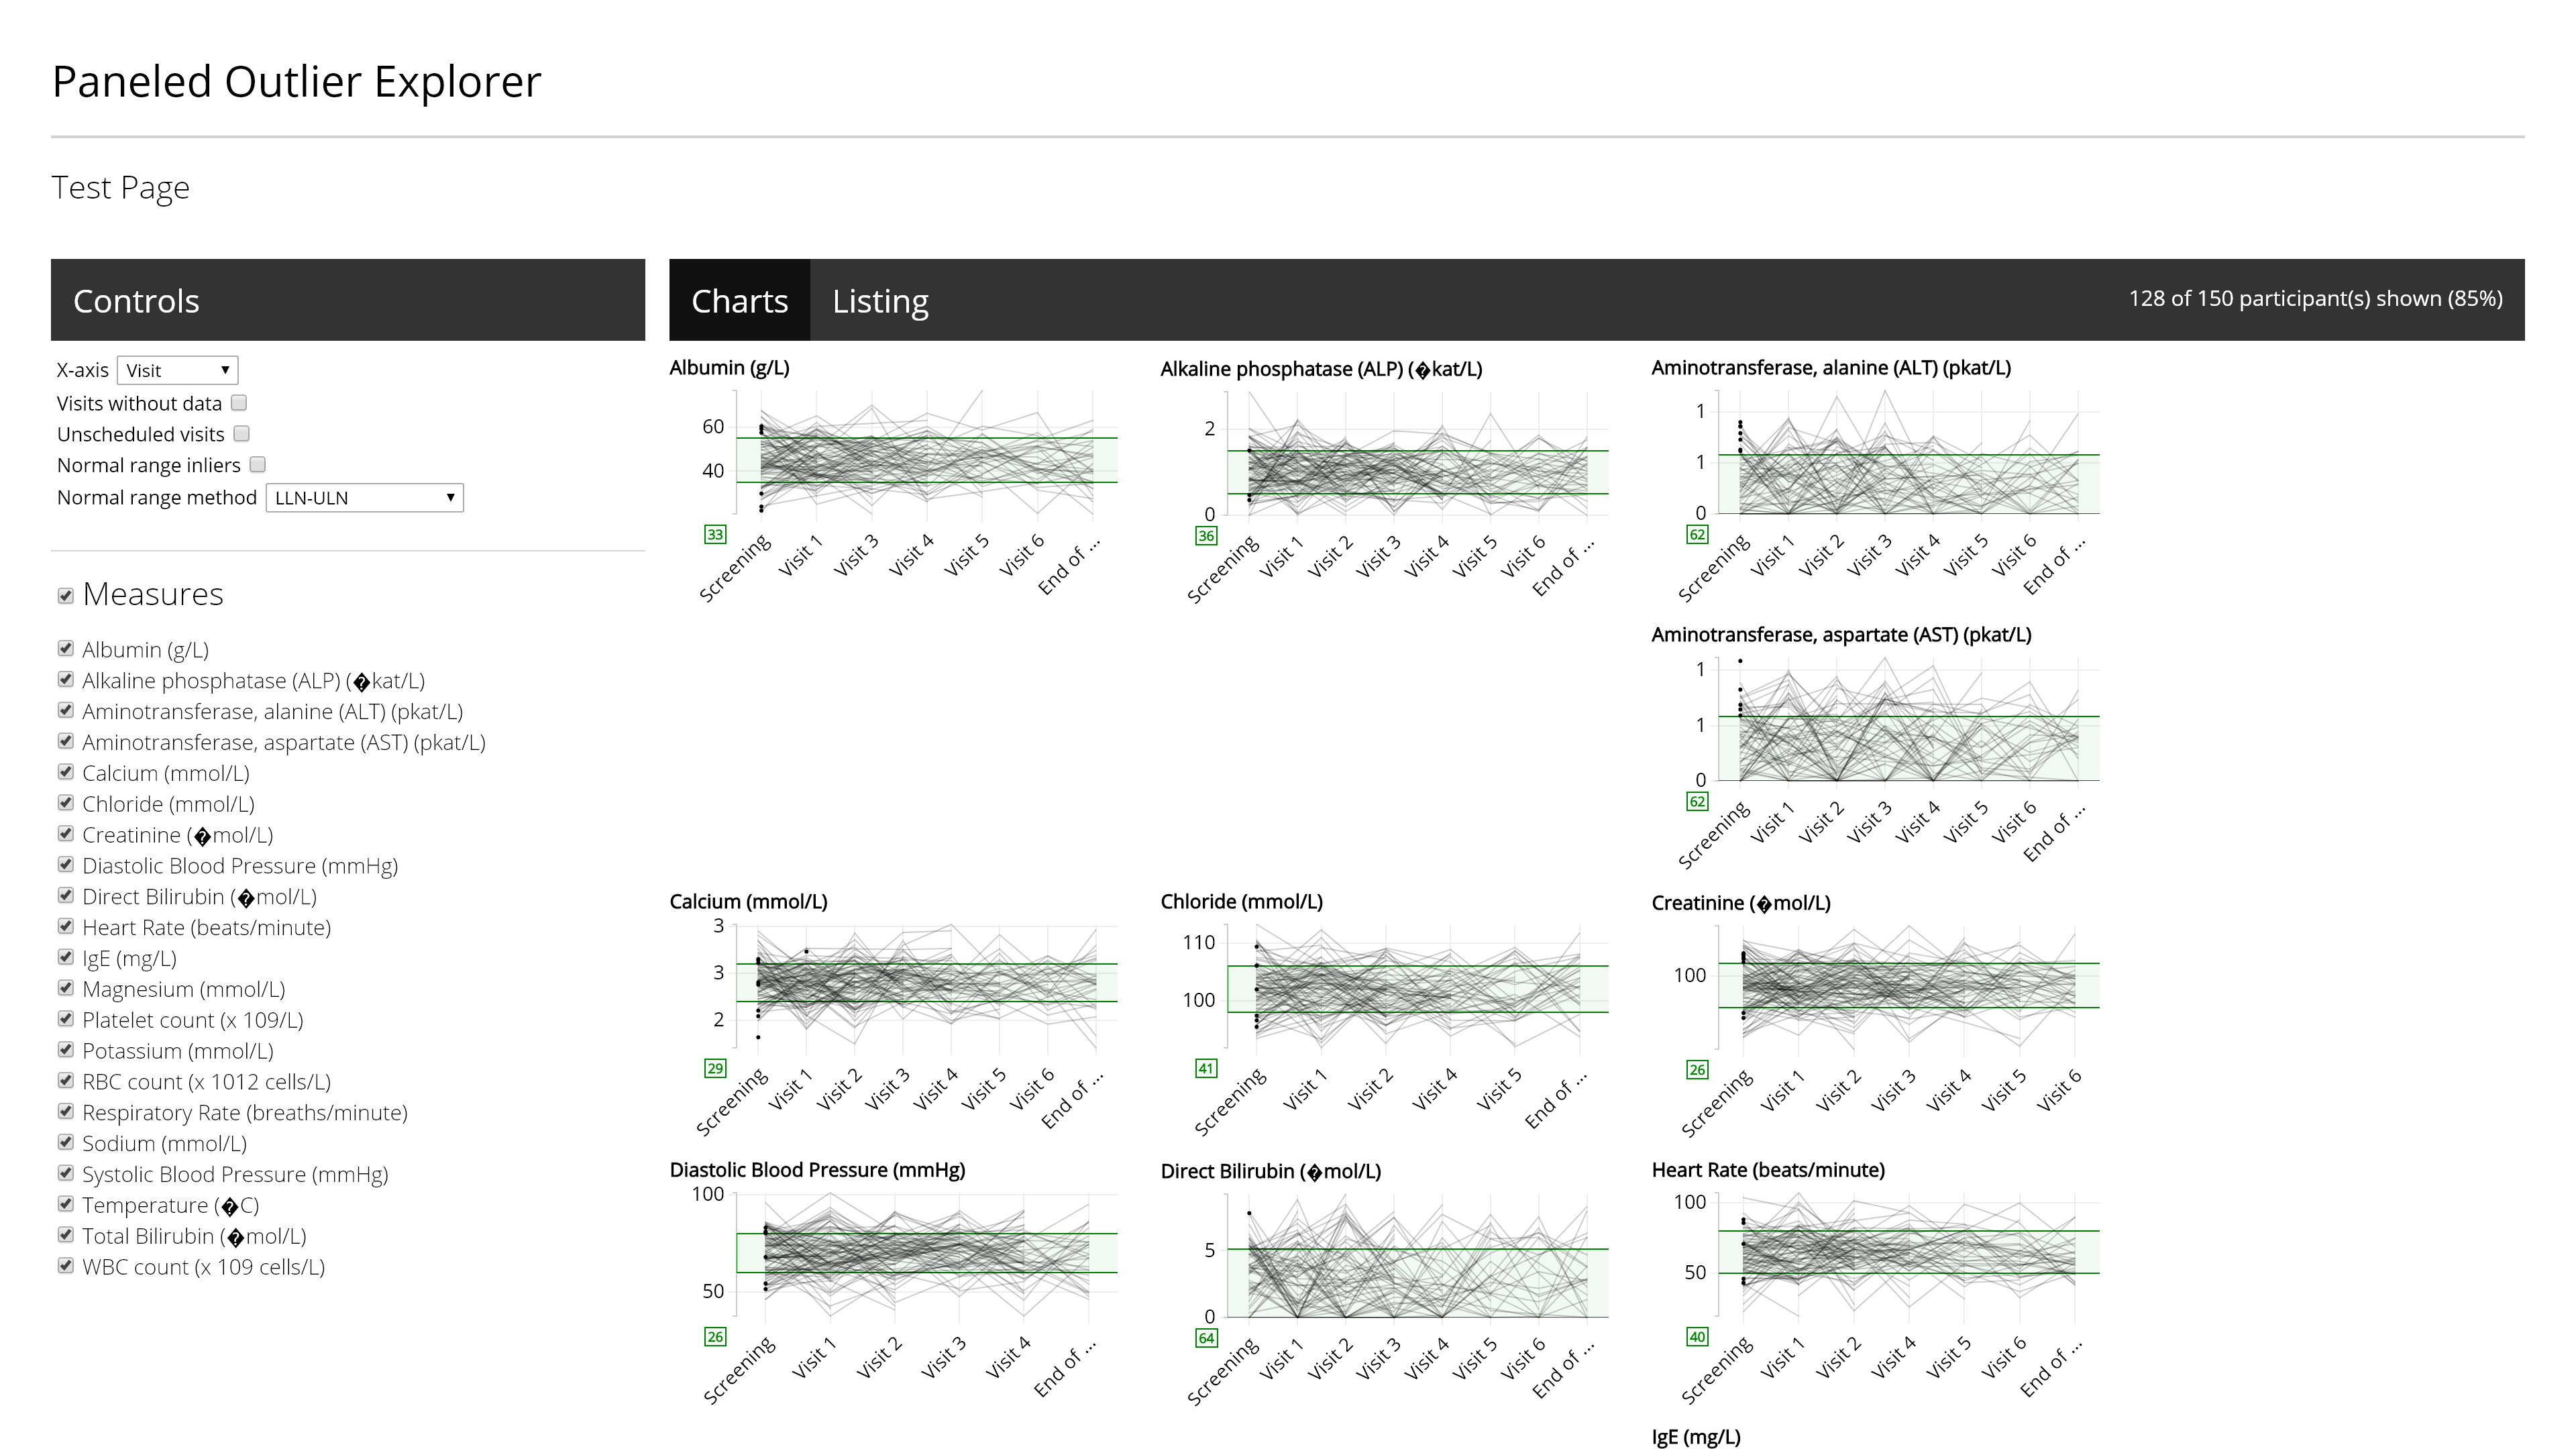 Paneled Outlier Explorer
Test Page
Controls
X-axis Visit
Visits without data
Unscheduled visits
Normal range inliers
Normal range method LLN-ULN
Measures
Albumin (g/L)
Alkaline phosphatase (ALP) (�kat/L)
Aminotransferase, alanine (ALT) (pkat/L)
Aminotransferase, aspartate (AST) (pkat/L)
Calcium (mmol/L)
Chloride (mmol/L)
Creatinine (�mol/L)
Diastolic Blood Pressure (mmHg)
Direct Bilirubin (�mol/L)
Heart Rate (beats/minute)
IgE (mg/L)
Magnesium (mmol/L)
Platelet count (x 109/L)
Potassium (mmol/L)
RBC count (x 1012 cells/L)
Respiratory Rate (breaths/minute)
Sodium (mmol/L)
Systolic Blood Pressure (mmHg)
Temperature (�C)
Total Bilirubin (�mol/L)
WBC count (x 109 cells/L)
Charts Listing 128 of 150 participant(s) shown (85%)
Albumin (g/L)
60
40
33
Screening Visit 1 Visit 3 Visit 4 Visit 5 Visit 6 End of ...
Alkaline phosphatase (ALP) (�kat/L)
2
0
36
Screening Visit 1 Visit 2 Visit 3 Visit 4 Visit 5 Visit 6 End of ...
Aminotransferase, alanine (ALT) (pkat/L)
1
1
0
62
Screening Visit 1 Visit 2 Visit 3 Visit 4 Visit 5 Visit 6 End of ...
Aminotransferase, aspartate (AST) (pkat/L)
1
1
0
62
Screening Visit 1 Visit 2 Visit 3 Visit 4 Visit 5 Visit 6 End of ...
Calcium (mmol/L)
3
3
2
29
Screening Visit 1 Visit 2 Visit 3 Visit 4 Visit 5 Visit 6 End of ...
Chloride (mmol/L)
110
100
41
Screening Visit 1 Visit 2 Visit 4 Visit 5 End of ...
Creatinine (�mol/L)
100
26
Screening Visit 1 Visit 2 Visit 3 Visit 4 Visit 5 Visit 6
Diastolic Blood Pressure (mmHg)
100
50
26
Screening Visit 1 Visit 2 Visit 3 Visit 4 End of ...
Direct Bilirubin (�mol/L)
5
0
64
Screening Visit 1 Visit 2 Visit 3 Visit 4 Visit 5 Visit 6 End of ...
Heart Rate (beats/minute)
100
50
40
Screening Visit 1 Visit 2 Visit 4 Visit 5 Visit 6 End of ...
IgE (mg/L)